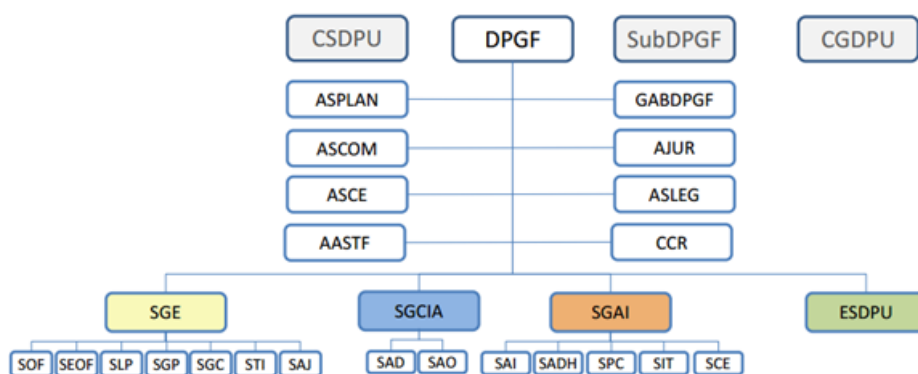 CSDPU DPGF SubDPGF CGDPU
ASPLAN GABDPGF
ASCOM AJUR
ASCE ASLEG
AASTF CCR
SGE SGCIA SGAI ESDPU
SOF SEOF SLP SGP SGC STI SAJ SAD SAO SAI SADH SPC SIT SCE